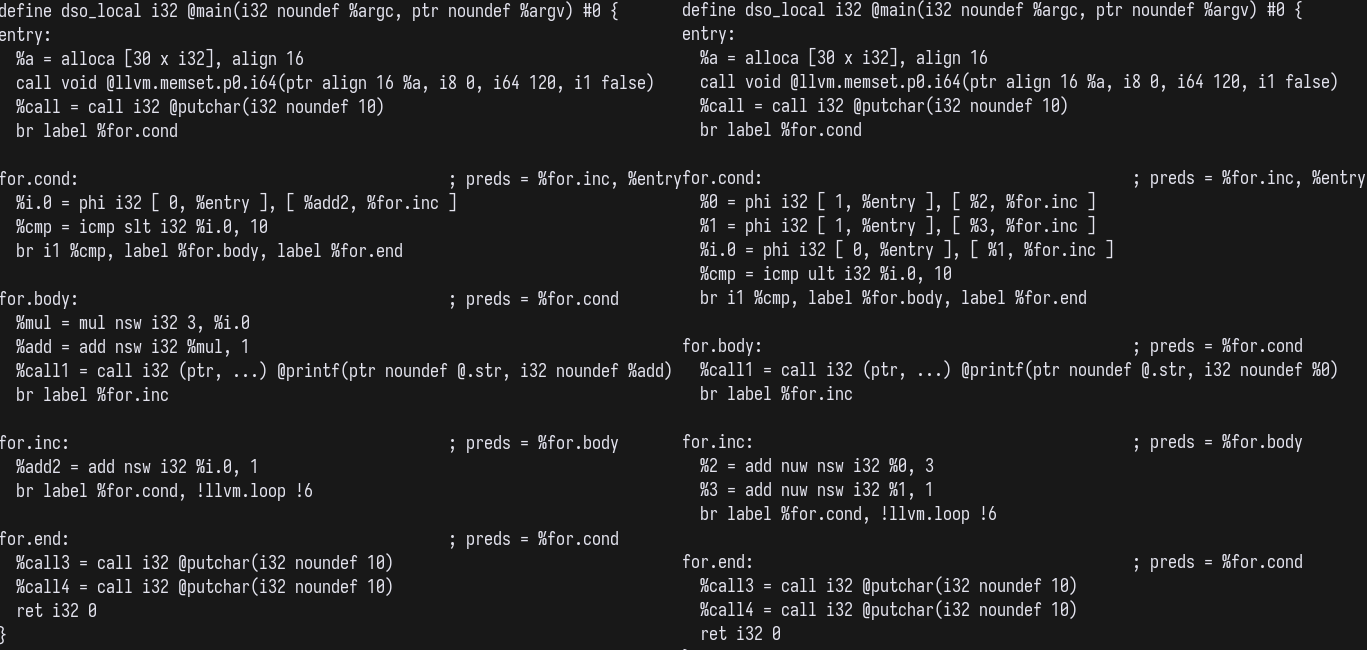 define dso_local i32 @main(i32 noundef %argc, ptr noundef %argv) #0 {
entry:
  %a = alloca [30 x i32], align 16
  call void @llvm.memset.p0.i64(ptr align 16 %a, i8 0, i64 120, i1 false)
  %call = call i32 @putchar(i32 noundef 10)
  br label %for.cond

for.cond:                                         ; preds = %for.inc, %entry
  %i.0 = phi i32 [ 0, %entry ], [ %add2, %for.inc ]
  %cmp = icmp slt i32 %i.0, 10
  br i1 %cmp, label %for.body, label %for.end

for.body:                                         ; preds = %for.cond
  %mul = mul nsw i32 3, %i.0
  %add = add nsw i32 %mul, 1
  %call1 = call i32 (ptr, ...) @printf(ptr noundef @.str, i32 noundef %add)
  br label %for.inc

for.inc:                                          ; preds = %for.body
  %add2 = add nsw i32 %i.0, 1
  br label %for.cond, !llvm.loop !6

for.end:                                          ; preds = %for.cond
  %call3 = call i32 @putchar(i32 noundef 10)
  %call4 = call i32 @putchar(i32 noundef 10)
  ret i32 0
}
define dso_local i32 @main(i32 noundef %argc, ptr noundef %argv) #0 {
entry:
  %a = alloca [30 x i32], align 16
  call void @llvm.memset.p0.i64(ptr align 16 %a, i8 0, i64 120, i1 false)
  %call = call i32 @putchar(i32 noundef 10)
  br label %for.cond

for.cond:                                         ; preds = %for.inc, %entry
  %0 = phi i32 [ 1, %entry ], [ %2, %for.inc ]
  %1 = phi i32 [ 1, %entry ], [ %3, %for.inc ]
  %i.0 = phi i32 [ 0, %entry ], [ %1, %for.inc ]
  %cmp = icmp ult i32 %i.0, 10
  br i1 %cmp, label %for.body, label %for.end

for.body:                                         ; preds = %for.cond
  %call1 = call i32 (ptr, ...) @printf(ptr noundef @.str, i32 noundef %0)
  br label %for.inc

for.inc:                                          ; preds = %for.body
  %2 = add nuw nsw i32 %0, 3
  %3 = add nuw nsw i32 %1, 1
  br label %for.cond, !llvm.loop !6

for.end:                                          ; preds = %for.cond
  %call3 = call i32 @putchar(i32 noundef 10)
  %call4 = call i32 @putchar(i32 noundef 10)
  ret i32 0